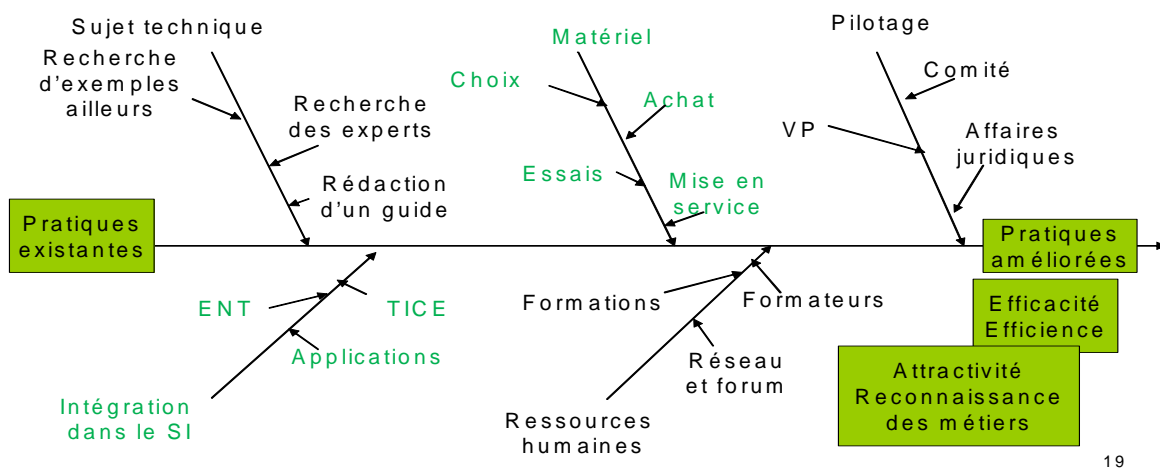 Sujet technique
Recherche
d'exemples
ailleurs
Recherche
des experts
Rédaction
d'un guide
Matériel
Choix
Achat
Essais
Mise en
service
Pilotage
Comité
VP
Affaires
juridiques
Pratiques
existantes
Pratiques
améliorées
ENT
TICE
Applications
Intégration
dans le SI
Formations
Formateurs
Réseau
et forum
Ressources
humaines
Efficacité
Efficience
Attractivité
Reconnaissance
des métiers
19